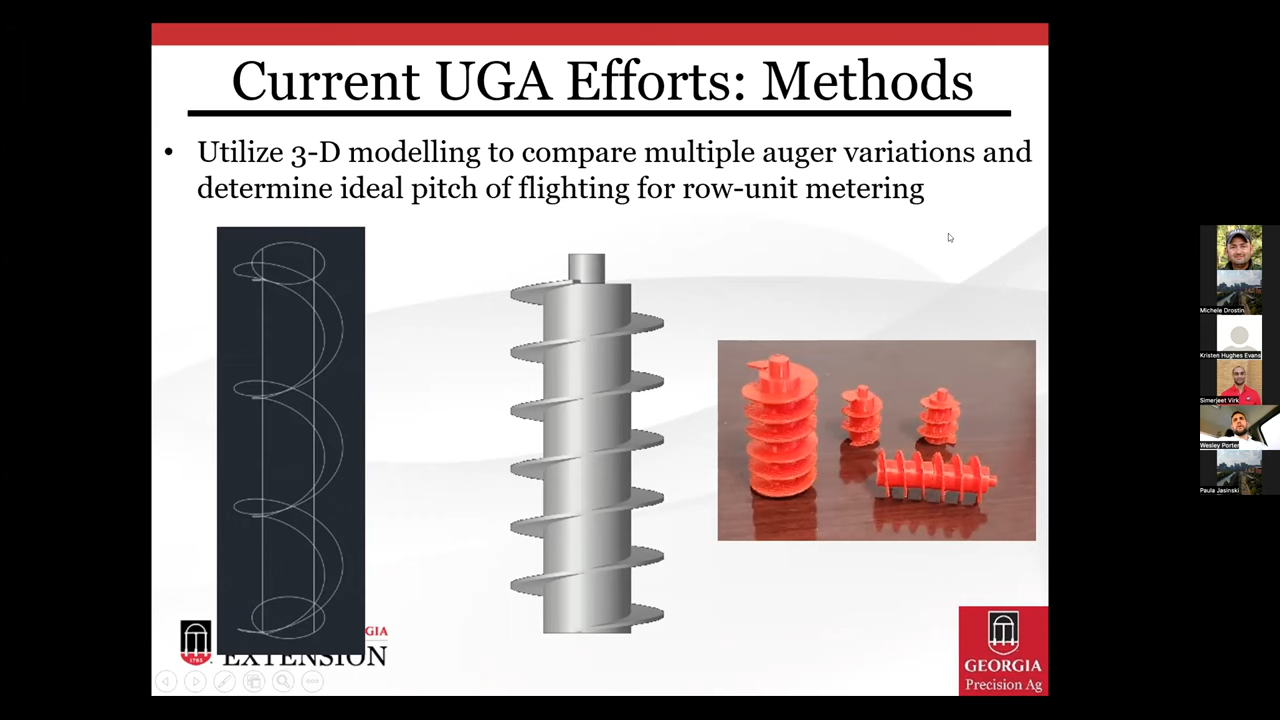 Current UGA Efforts: Methods
• Utilize 3-D modelling to compare multiple auger variations and
determine ideal pitch of flighting for row-unit metering
GIA
EXTENSION
1785
GEORGIA
Precision Ag
Michele Drostin
Kristen Hughes Evans
Simerjeet Virk
Wesley Porter
Paula Jasinski